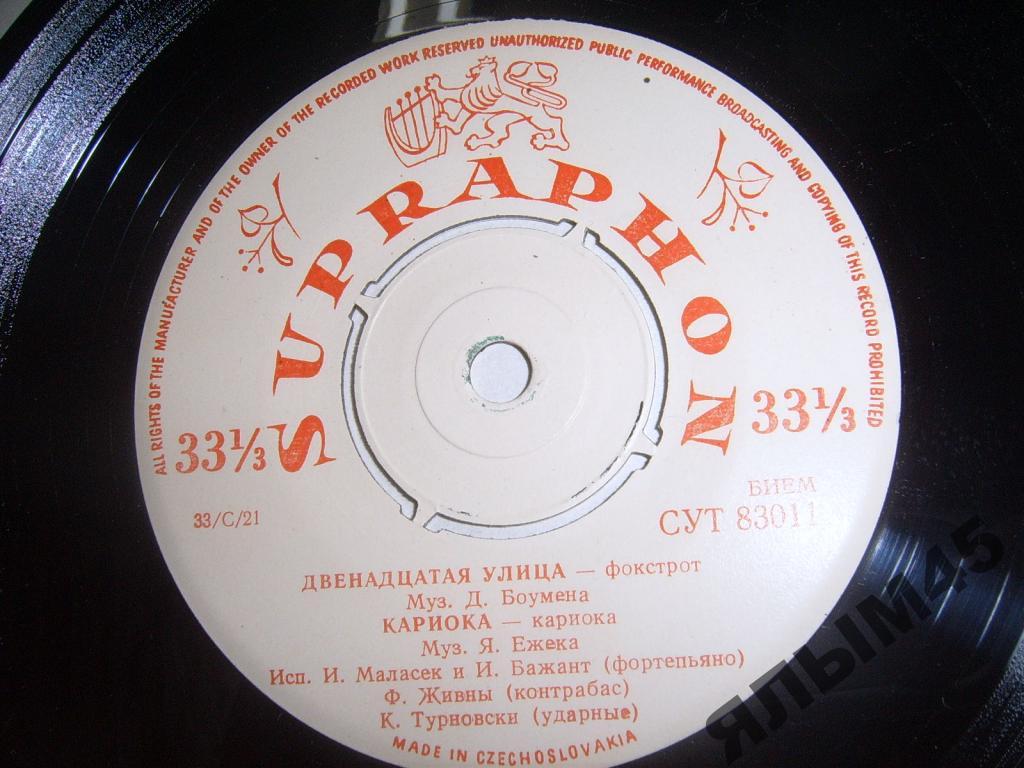 ALL RIGHTS OF THE MANUFACTURER AND OF THE OWNER OF THE RECORDED WORK RESERVED UNAUTHORIZED PUBLIC PERFORMANCE BROADCASTING AND COPYING OF THIS RECORD PROHIBITED
SUPRAPHON
33⅓ 33⅓
33/C/21
БИЕМ
СУТ 83011
ДВЕНАДЦАТАЯ УЛИЦА — фокстрот
Муз. Д. Боумена
КАРИОКА — кариока
Муз. Я. Ежека
Исп. И. Маласек и И. Бажант (фортепьяно)
Ф. Живны (контрабас)
К. Турновски (ударные)
MADE IN CZECHOSLOVAKIA
ЯЛЫМ45